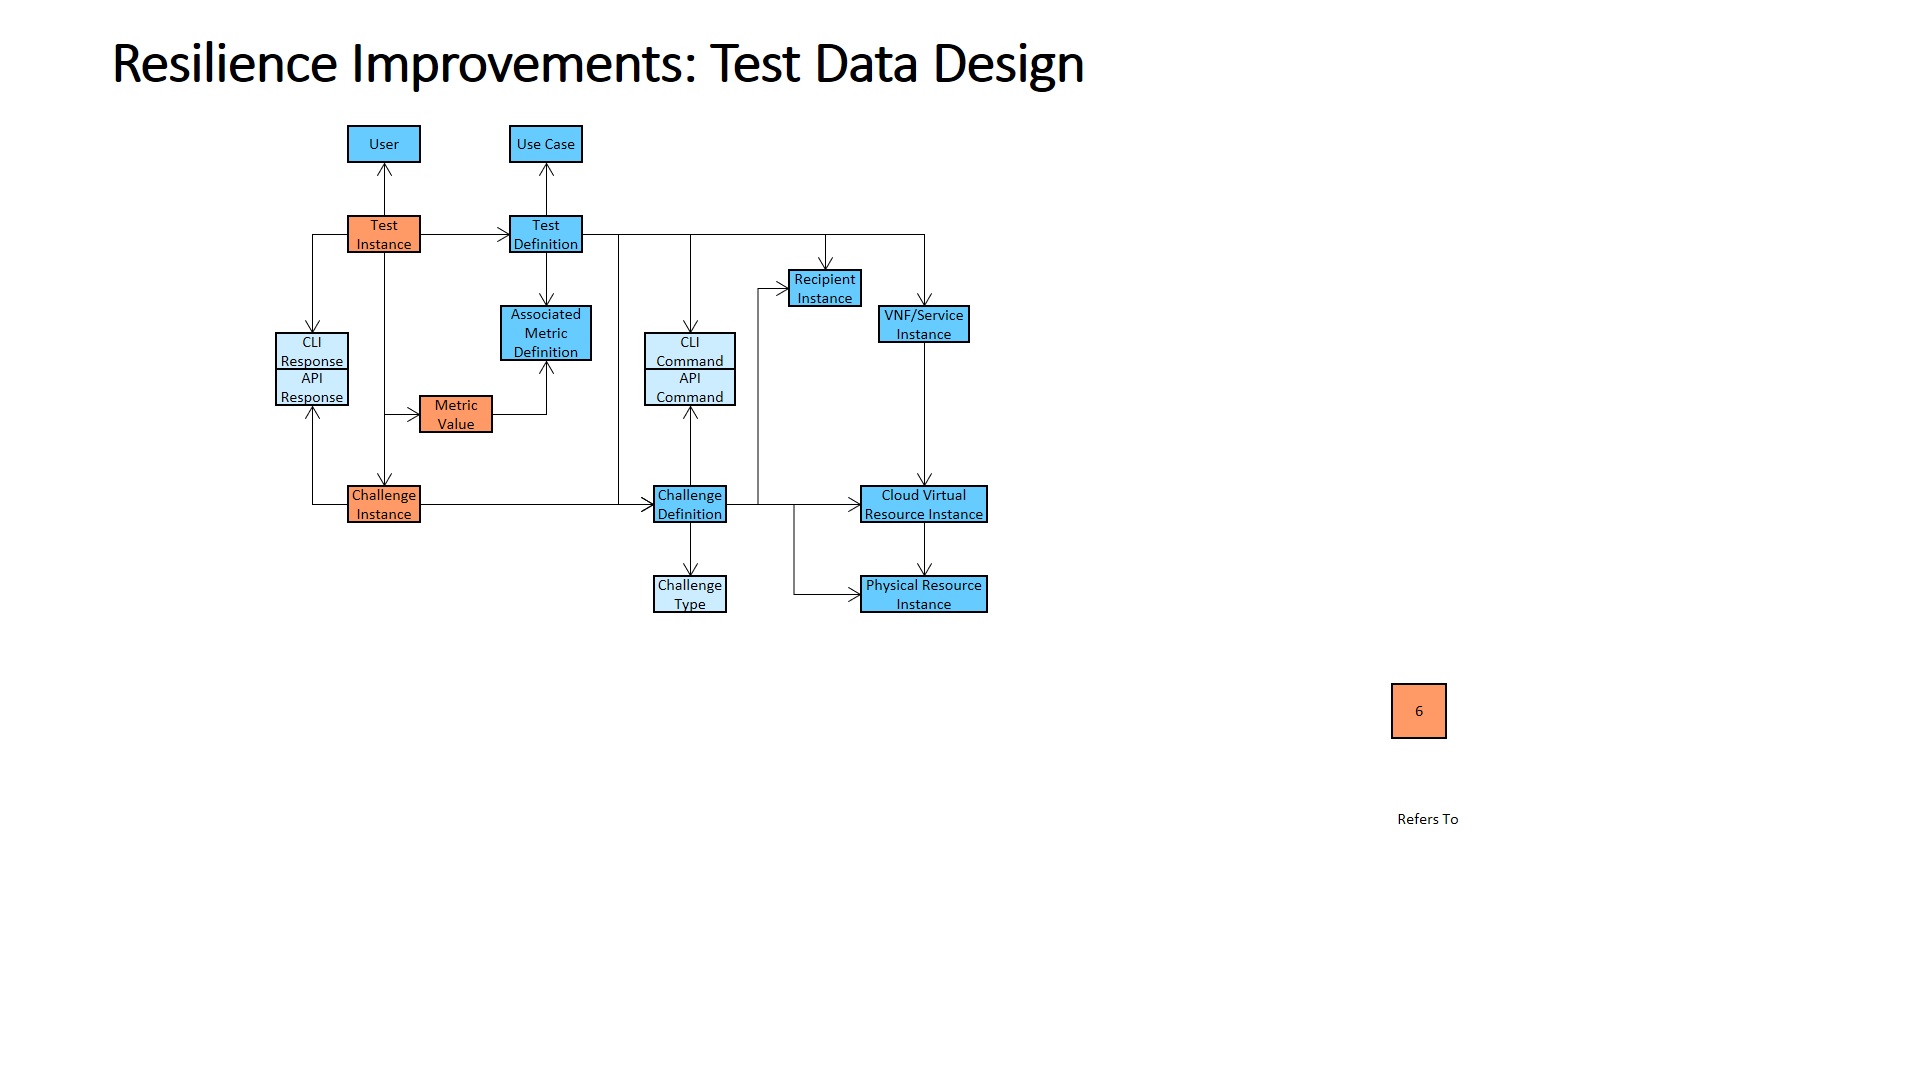 Resilience Improvements: Test Data Design
User
Use Case
Test
Instance
Test
Definition
Recipient
Instance
VNF/Service
Instance
Associated
Metric
Definition
CLI
Response
API
Response
CLI
Command
API
Command
Metric
Value
Challenge
Instance
Challenge
Definition
Cloud Virtual
Resource Instance
Challenge
Type
Physical Resource
Instance
6
Refers To